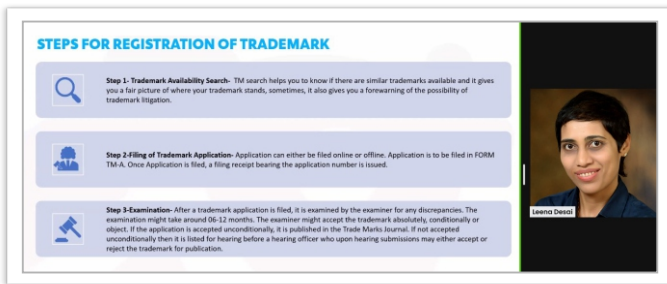 STEPS FOR REGISTRATION OF TRADEMARK
Step 1- Trademark Availability Search- TM search helps you to know if there are similar trademarks available and it gives
you a fair picture of where your trademark stands, sometimes, it also gives you a forewarning of the possibility of
trademark litigation.
Step 2-Filing of Trademark Application- Application can either be filed online or offline. Application is to be filed in FORM
TM-A. Once Application is filed, a filing receipt bearing the application number is issued.
Step 3-Examination- After a trademark application is filed, it is examined by the examiner for any discrepancies. The
examination might take around 06-12 months. The examiner might accept the trademark absolutely, conditionally or
object. If the application is accepted unconditionally, it is published in the Trade Marks Journal. If not accepted
unconditionally then it is listed for hearing before a hearing officer who upon hearing submissions may either accept or
reject the trademark for publication.
Leena Desai